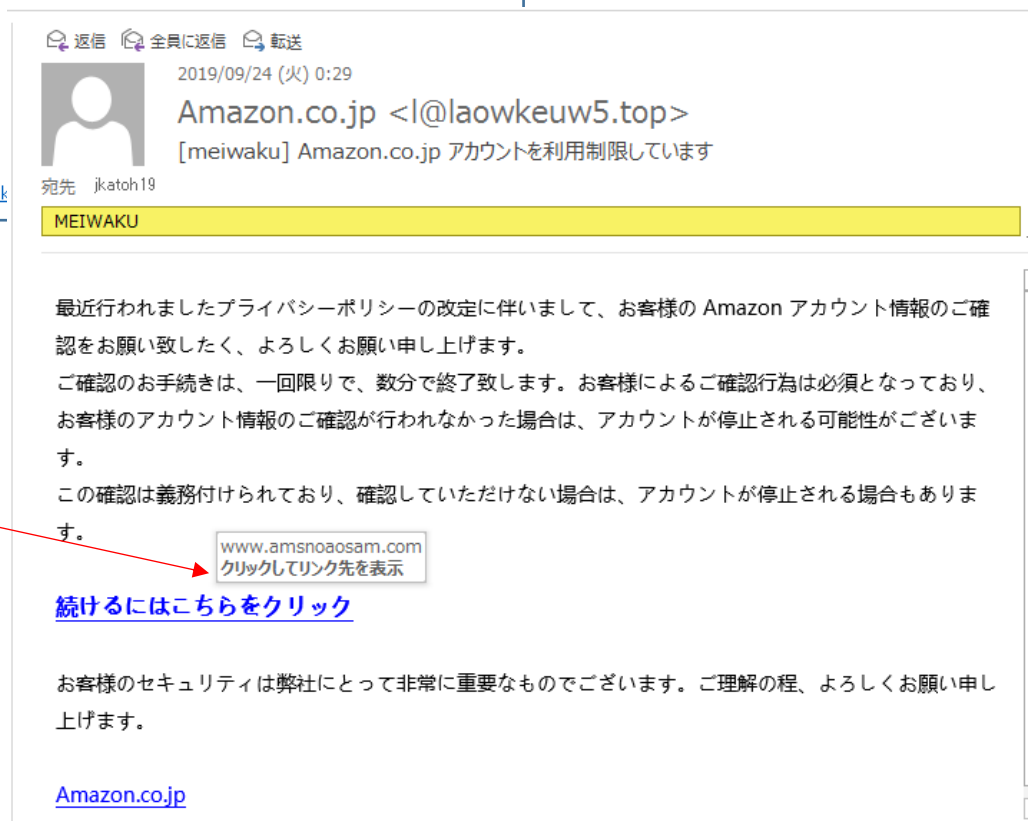 返信 全員に返信 転送
2019/09/24 (火) 0:29
Amazon.co.jp <l@laowkeuw5.top>
[meiwaku] Amazon.co.jp アカウントを利用制限しています
宛先 jkatoh19
k
MEIWAKU
最近行われましたプライバシーポリシーの改定に伴いまして、お客様の Amazon アカウント情報のご確
認をお願い致したく、よろしくお願い申し上げます。
ご確認のお手続きは、一回限りで、数分で終了致します。お客様によるご確認行為は必須となっており、
お客様のアカウント情報のご確認が行われなかった場合は、アカウントが停止される可能性がございま
す。
この確認は義務付けられており、確認していただけない場合は、アカウントが停止される場合もありま
す。
www.amsnoaosam.com
クリックしてリンク先を表示
続けるにはこちらをクリック
お客様のセキュリティは弊社にとって非常に重要なものでございます。ご理解の程、よろしくお願い申し
上げます。
Amazon.co.jp